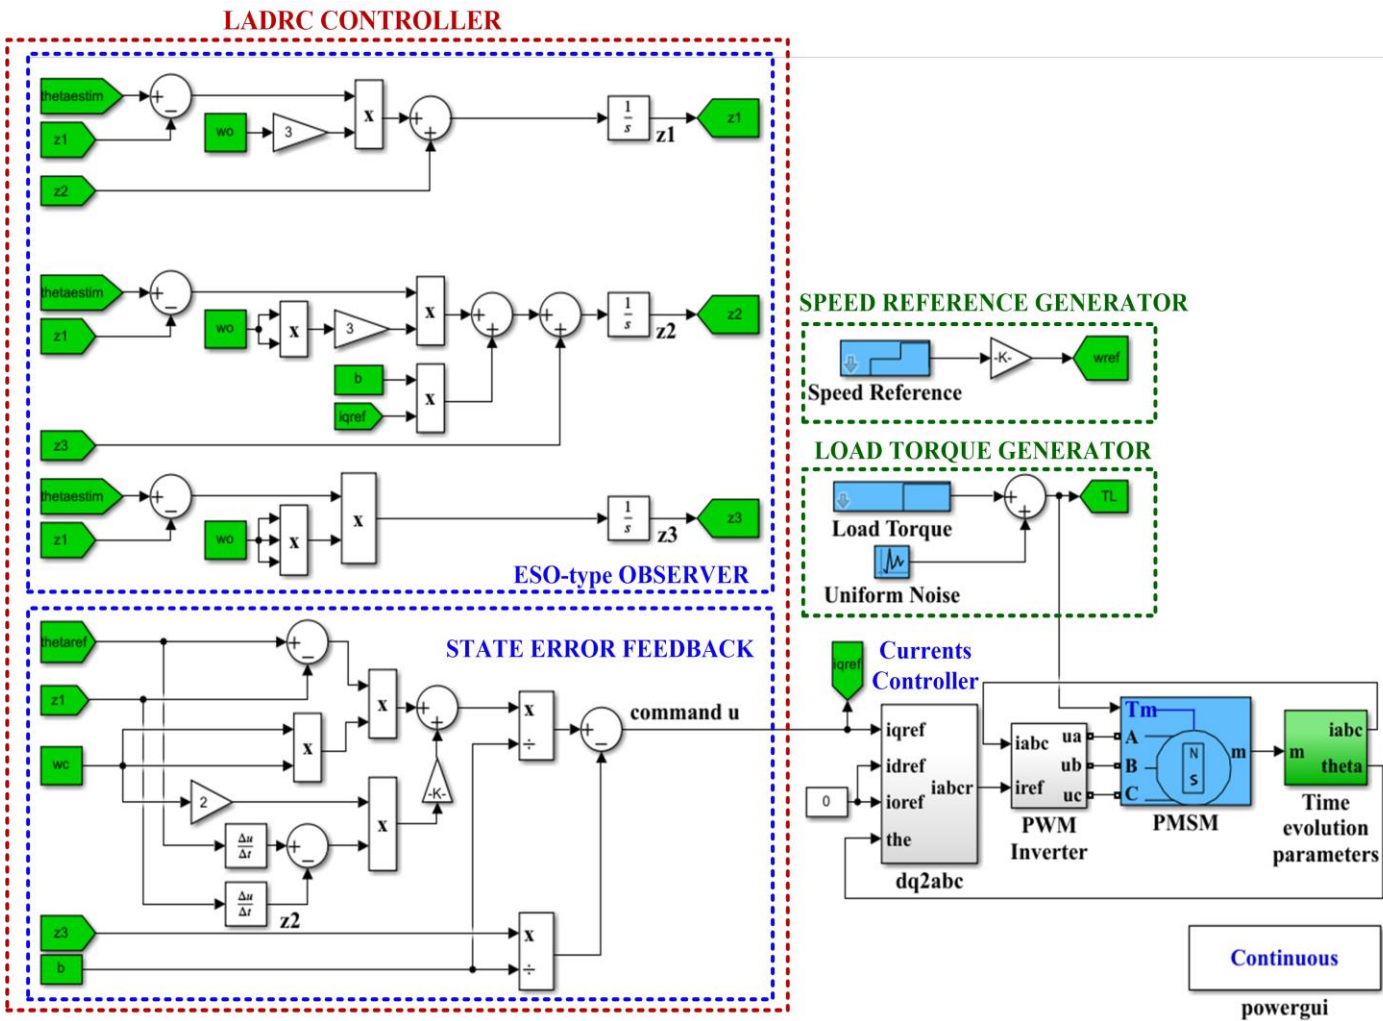 LADRC CONTROLLER
thetaestim
+
−
z1
wo
3
x
+
+
1
s
z1
z1
z2
thetaestim
+
−
z1
wo
x
3
x
+
+
+
+
1
s
z2
z2
b
iqref
x
z3
thetaestim
+
−
z1
wo
x
x
1
s
z3
z3
ESO-type OBSERVER
SPEED REFERENCE GENERATOR
-K-
wref
Speed Reference
LOAD TORQUE GENERATOR
+
+
TL
Load Torque
Uniform Noise
STATE ERROR FEEDBACK
thetaref
+
−
z1
x
+
+
x
÷
+
−
command u
wc
x
-K-
2
x
Δu
Δt
+
−
Δu
Δt
z2
z3
b
x
÷
iqref
Currents
Controller
iqref
idref
ioref
the
iabcr
0
dq2abc
iabc
iref
ua
ub
uc
PWM
Inverter
Tm
A
B
C
N
S
m
PMSM
m
iabc
theta
Time
evolution
parameters
Continuous
powergui